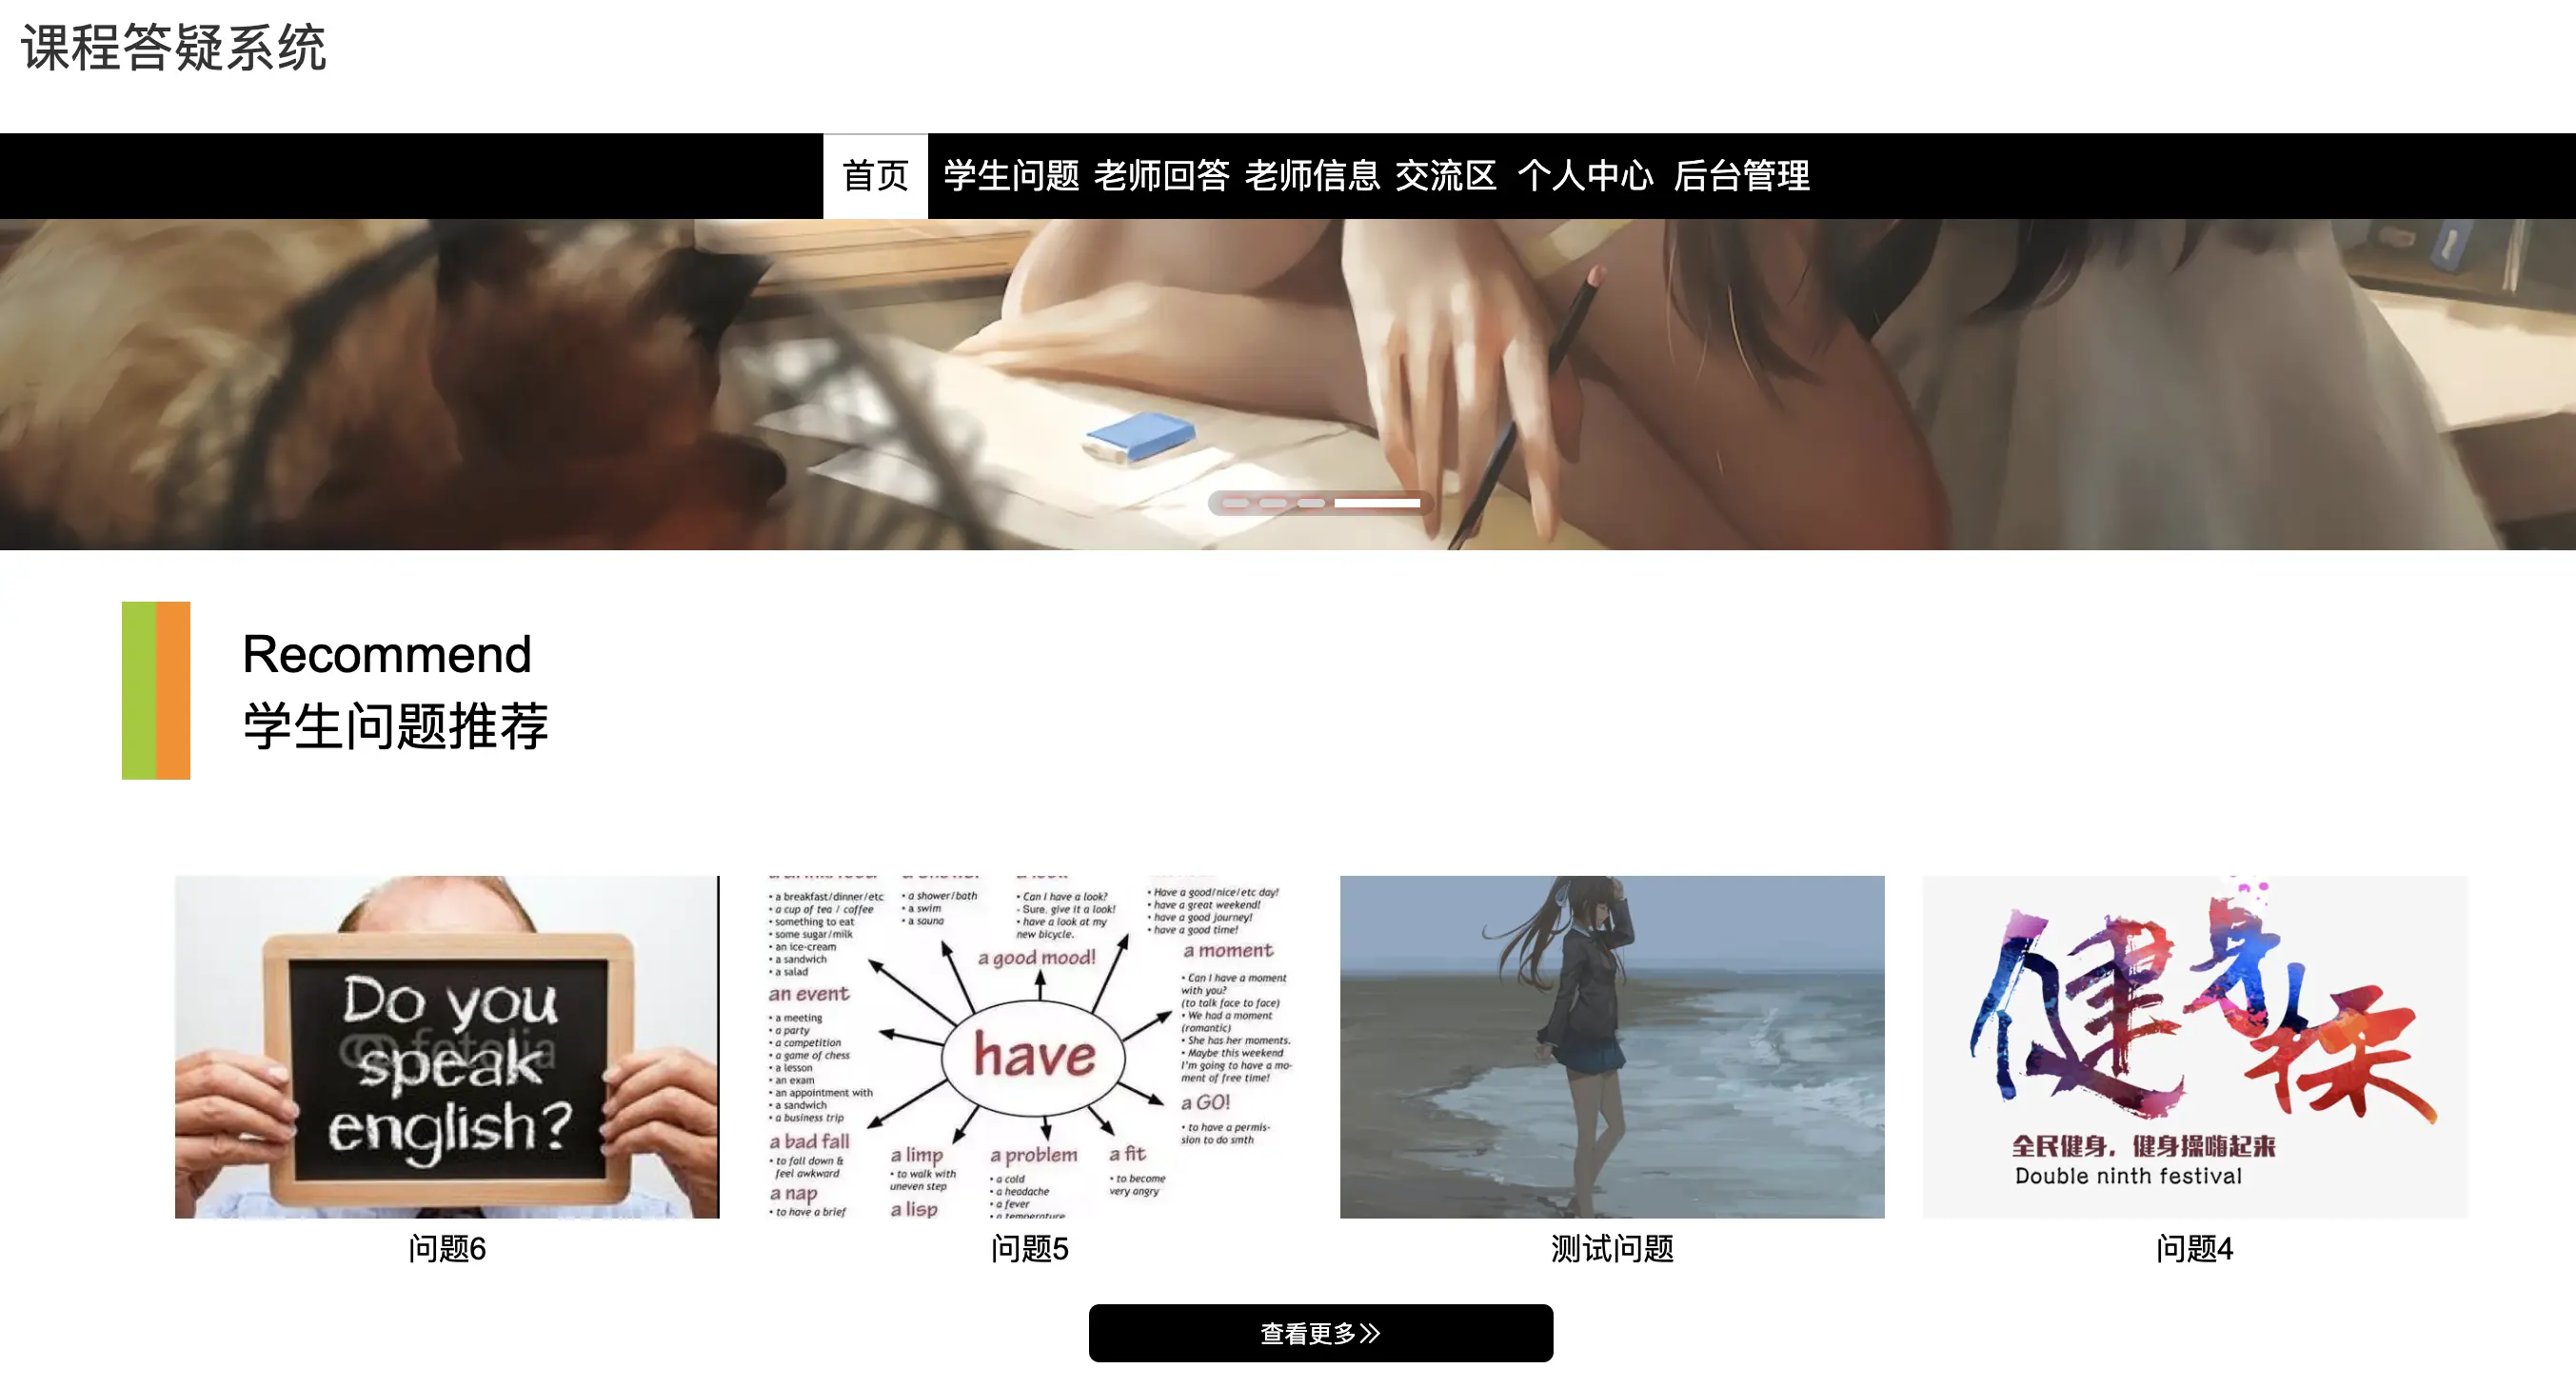 课程答疑系统
首页 学生问题 老师回答 老师信息 交流区 个人中心 后台管理
Recommend
学生问题推荐
Do you
speak
english?
fotolia
问题6
• a breakfast/dinner/etc
• a cup of tea / coffee
• something to eat
• some sugar/milk
• an ice-cream
• a sandwich
• a salad
• a shower/bath
• a swim
• a sauna
• Can I have a look?
- Sure, give it a look!
• have a look at my
new bicycle.
• Have a good/nice/etc day!
• have a great weekend!
• have a good journey!
• have a good time!
a good mood!
a moment
• Can I have a moment
with you?
(to talk face to face)
• We had a moment
(romantic)
• She has her moments.
• Maybe this weekend
I'm going to have a mo-
ment of free time!
an event
• a meeting
• a party
• a competition
• a game of chess
• a lesson
• an exam
• an appointment with
• a sandwich
• a business trip
have
a GO!
• to have a permis-
sion to do smth
a bad fall
• to fall down &
feel awkward
a nap
• to have a brief
a limp
• to walk with
uneven step
a lisp
a problem
• a cold
• a headache
• a fever
• a temperature
a fit
• to become
very angry
问题5
测试问题
健身操
全民健身，健身操嗨起来
Double ninth festival
问题4
查看更多